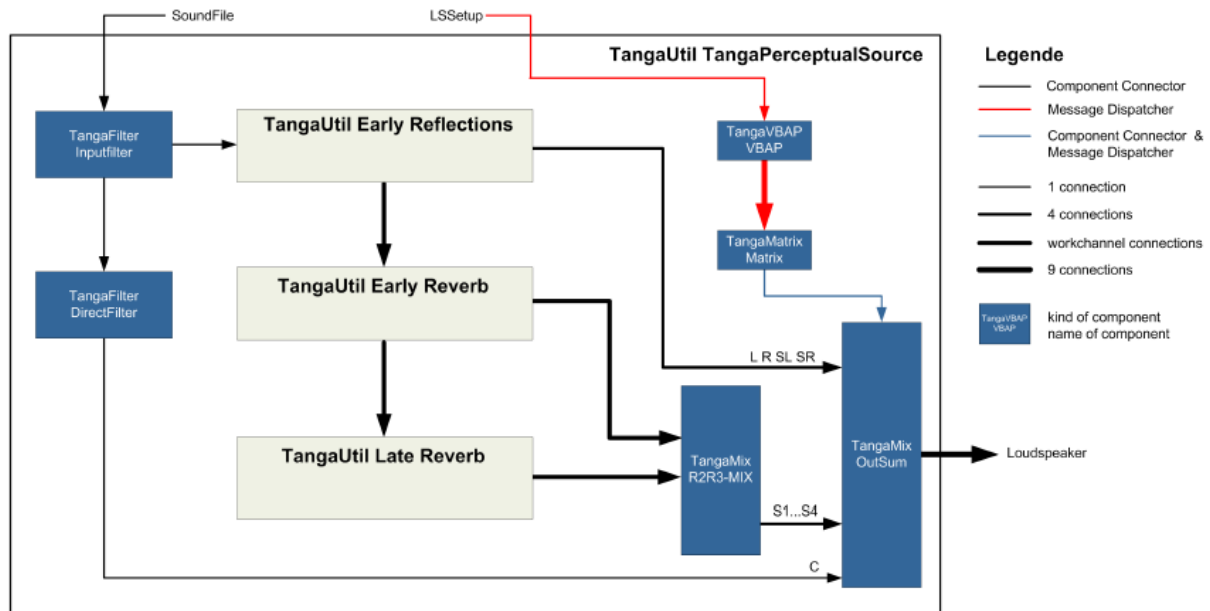 SoundFile
LSSetup
TangaUtil TangaPerceptualSource
TangaFilter
Inputfilter
TangaUtil Early Reflections
TangaVBAP
VBAP
TangaMatrix
Matrix
TangaFilter
DirectFilter
TangaUtil Early Reverb
L R SL SR
TangaUtil Late Reverb
TangaMix
R2R3-MIX
S1...S4
TangaMix
OutSum
Loudspeaker
C
Legende
Component Connector
Message Dispatcher
Component Connector &
Message Dispatcher
1 connection
4 connections
workchannel connections
9 connections
TangaVBAP
VBAP
kind of component
name of component